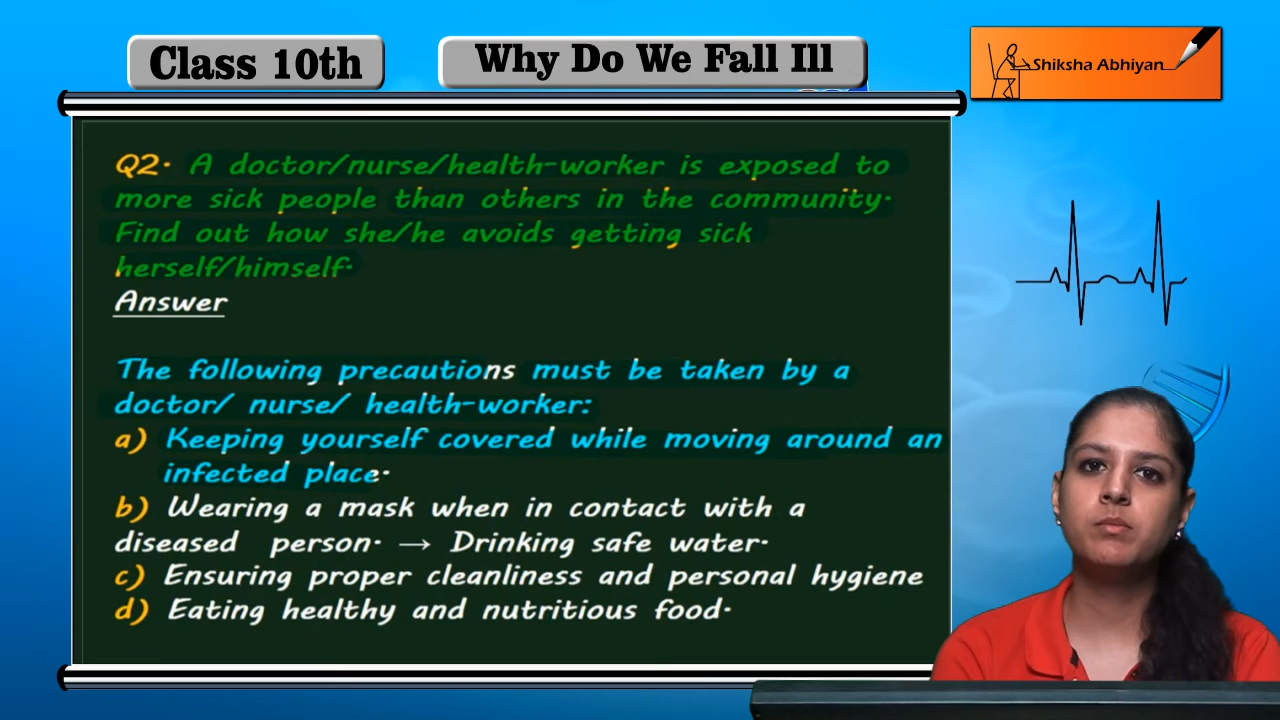 Class 10th
Why Do We Fall Ill
Shiksha Abhiyan
Q2. A doctor/nurse/health-worker is exposed to
more sick people than others in the community.
Find out how she/he avoids getting sick
herself/himself.
Answer
The following precautions must be taken by a
doctor/ nurse/ health-worker:
a) Keeping yourself covered while moving around an
infected place.
b) Wearing a mask when in contact with a
diseased person. → Drinking safe water.
c) Ensuring proper cleanliness and personal hygiene
d) Eating healthy and nutritious food.